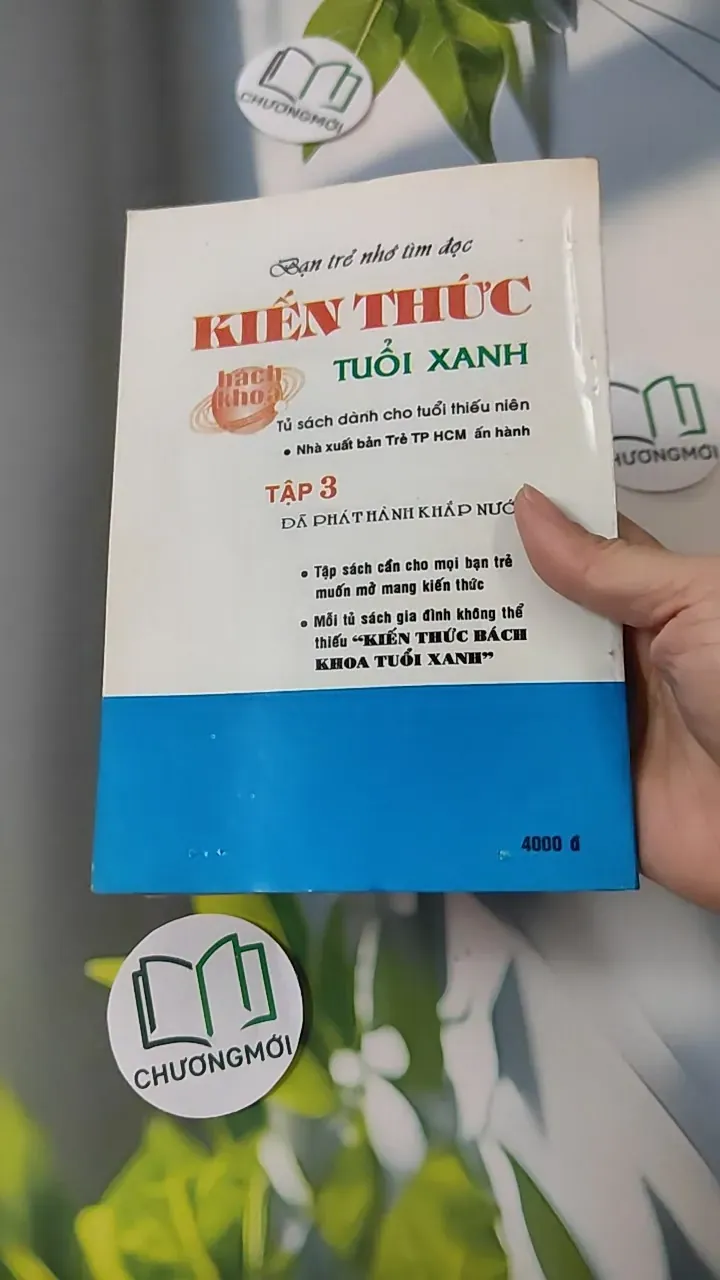 CHƯƠNGMỚI
Bạn trẻ nhớ tìm đọc
KIẾN THỨC
bách khoa
TUỔI XANH
Tủ sách dành cho tuổi thiếu niên
• Nhà xuất bản Trẻ TP HCM ấn hành
CHƯƠNGMỚI
TẬP 3
ĐÃ PHÁT HÀNH KHẮP
• Tập sách cần cho mọi bạn trẻ
muốn mở mang kiến thức
• Mỗi tủ sách gia đình không thể
thiếu “KIẾN THỨC BÁCH
KHOA TUỔI XANH”
4000 đ
CHƯƠNGMỚI